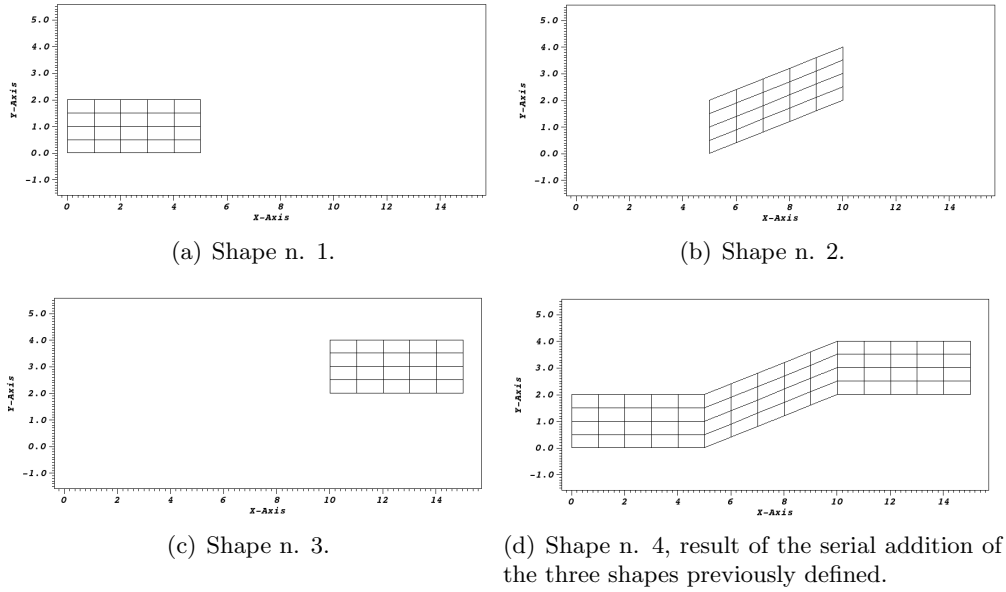 5.0
4.0
3.0
2.0
1.0
0.0
-1.0
Y-Axis
0 2 4 6 8 10 12 14
X-Axis
(a) Shape n. 1.
5.0
4.0
3.0
2.0
1.0
0.0
-1.0
Y-Axis
0 2 4 6 8 10 12 14
X-Axis
(b) Shape n. 2.
5.0
4.0
3.0
2.0
1.0
0.0
-1.0
Y-Axis
0 2 4 6 8 10 12 14
X-Axis
(c) Shape n. 3.
5.0
4.0
3.0
2.0
1.0
0.0
-1.0
Y-Axis
0 2 4 6 8 10 12 14
X-Axis
(d) Shape n. 4, result of the serial addition of
the three shapes previously defined.